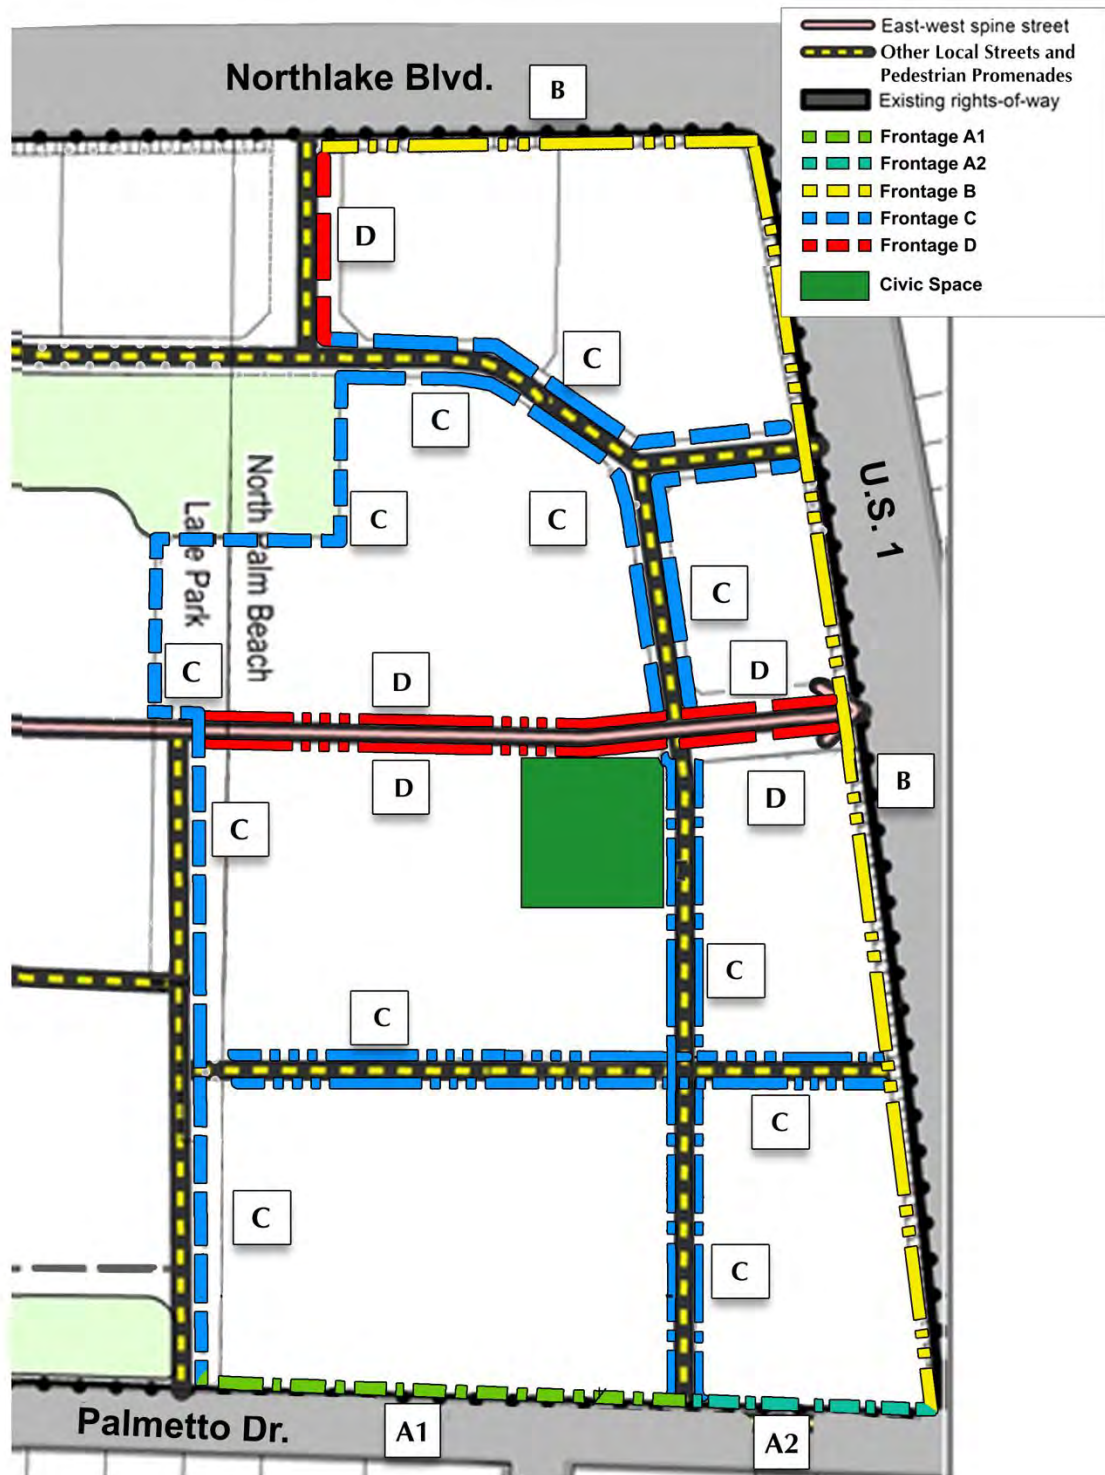 East-west spine street
Other Local Streets and
Pedestrian Promenades
Existing rights-of-way
Frontage A1
Frontage A2
Frontage B
Frontage C
Frontage D
Civic Space
Northlake Blvd.
B
D
C
C
C
C
U.S. 1
North Palm Beach
Lake Park
C
C
D
D
D
D
B
C
C
C
C
C
C
Palmetto Dr.
A1
A2